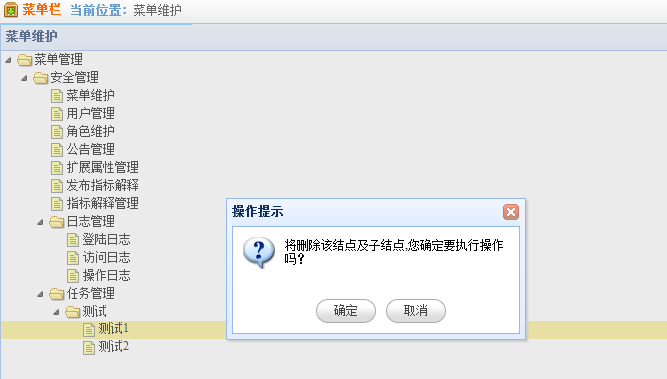 菜单栏 当前位置: 菜单维护
菜单维护
菜单管理
安全管理
菜单维护
用户管理
角色维护
公告管理
扩展属性管理
发布指标解释
指标解释管理
日志管理
登陆日志
访问日志
操作日志
任务管理
测试
测试1
测试2
操作提示
将删除该结点及子结点,您确定要执行操作
吗?
确定 取消